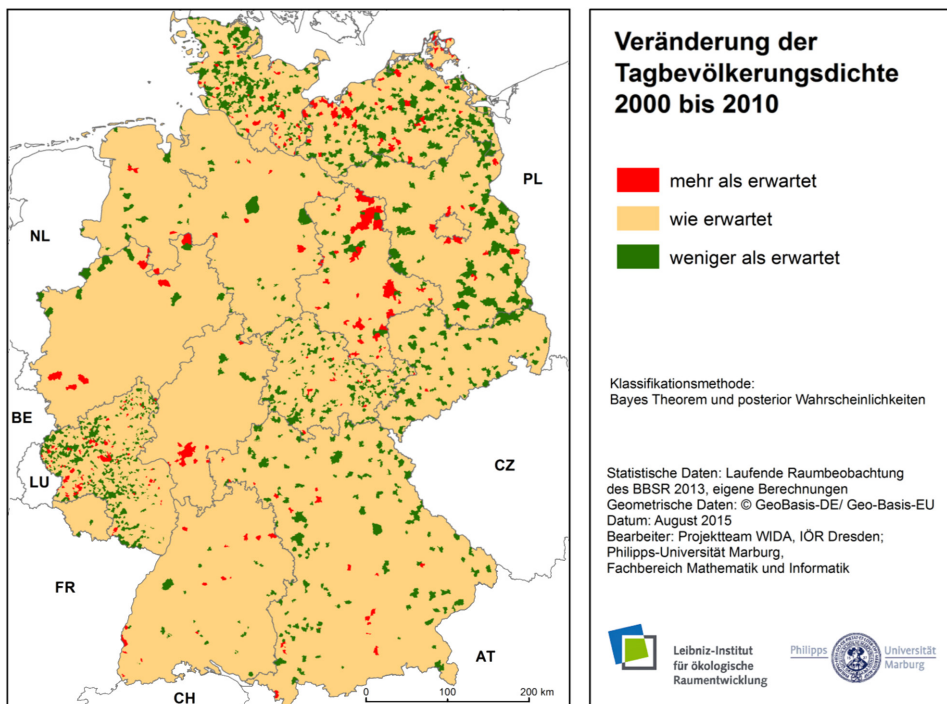 Veränderung der
Tagbevölkerungsdichte
2000 bis 2010
mehr als erwartet
wie erwartet
weniger als erwartet
Klassifikationsmethode:
Bayes Theorem und posterior Wahrscheinlichkeiten
Statistische Daten: Laufende Raumbeobachtung
des BBSR 2013, eigene Berechnungen
Geometrische Daten: © GeoBasis-DE/ Geo-Basis-EU
Datum: August 2015
Bearbeiter: Projektteam WIDA, IÖR Dresden;
Philipps-Universität Marburg,
Fachbereich Mathematik und Informatik
Leibniz-Institut
für ökologische
Raumentwicklung
Philipps Universität
Marburg
PL
NL
BE
LU
CZ
FR
AT
CH
0 100 200 km